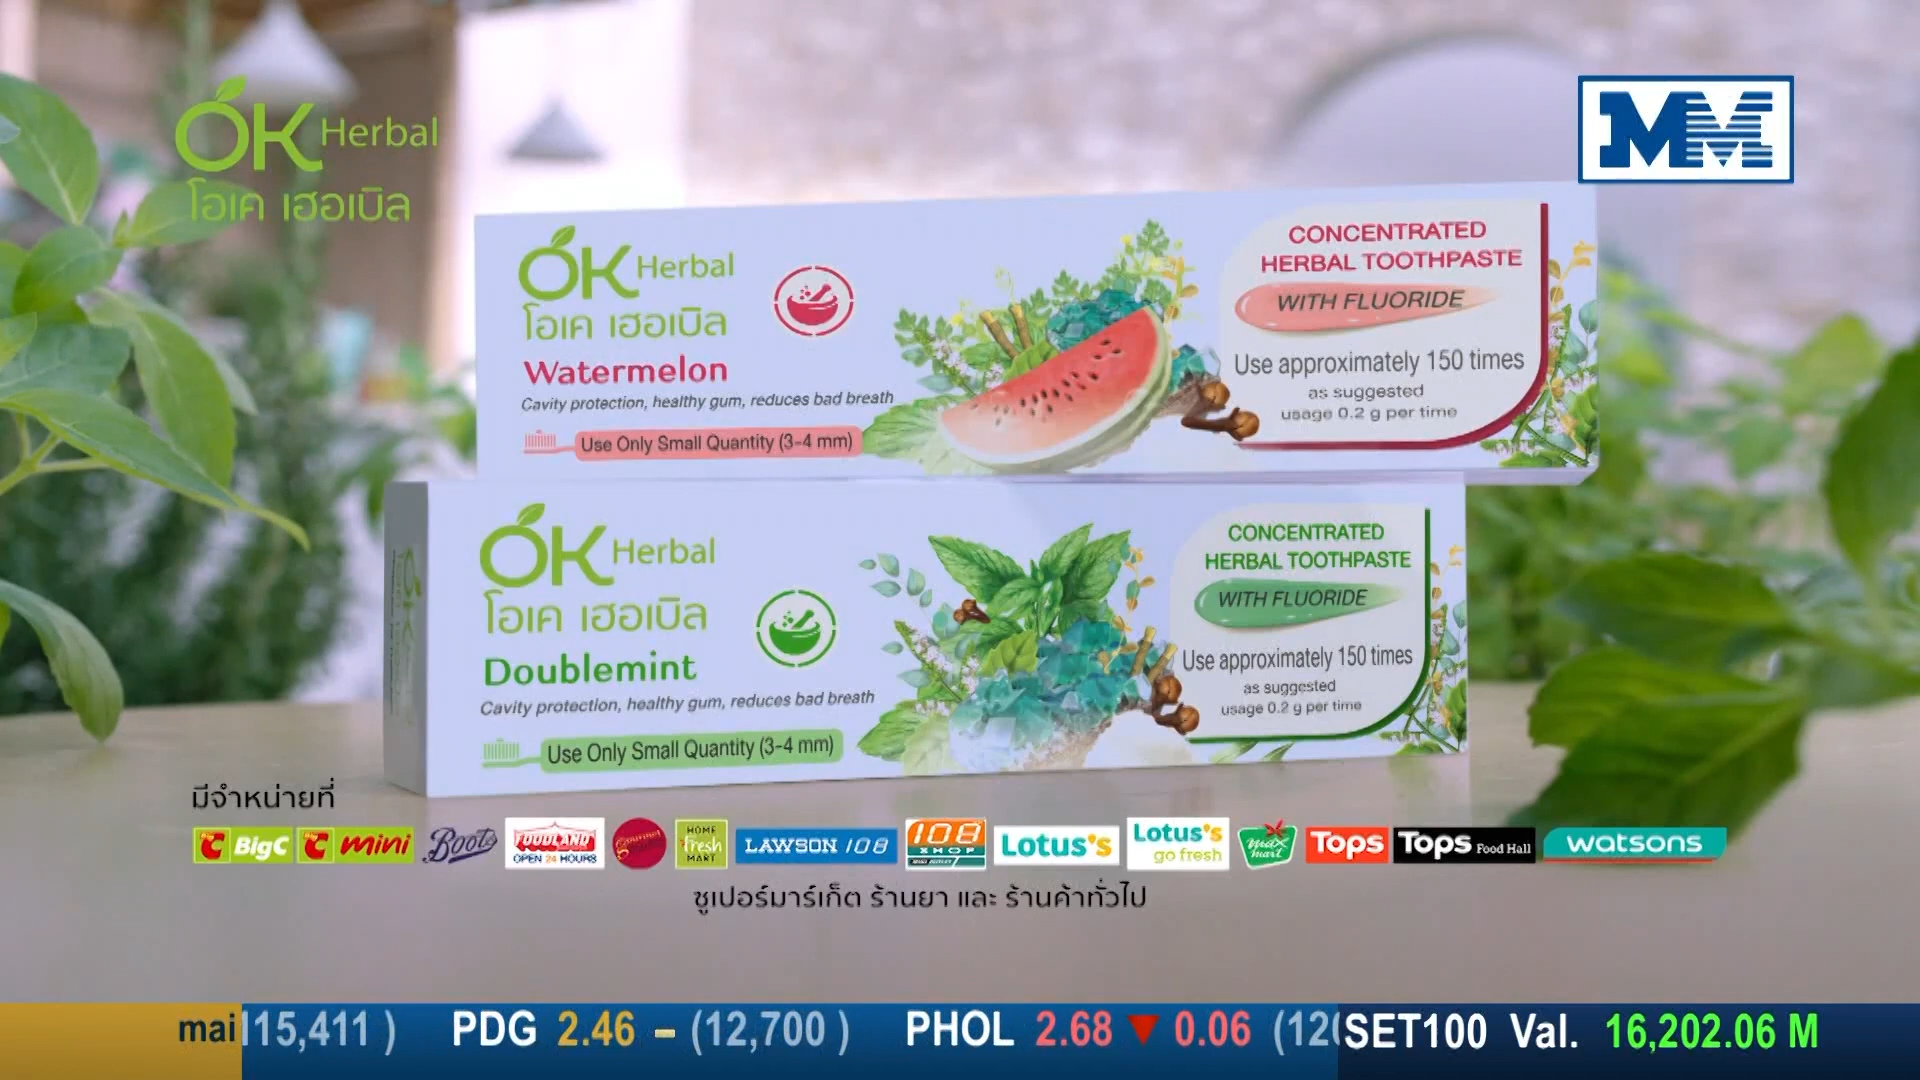 OK Herbal
โอเค เฮอเบิล
MM
OK Herbal
โอเค เฮอเบิล
Watermelon
Cavity protection, healthy gum, reduces bad breath
Use Only Small Quantity (3-4 mm)
CONCENTRATED
HERBAL TOOTHPASTE
WITH FLUORIDE
Use approximately 150 times
as suggested
usage 0.2 g per time
OK Herbal
โอเค เฮอเบิล
Doublemint
Cavity protection, healthy gum, reduces bad breath
Use Only Small Quantity (3-4 mm)
CONCENTRATED
HERBAL TOOTHPASTE
WITH FLUORIDE
Use approximately 150 times
as suggested
usage 0.2 g per time
มีจำหน่ายที่
C BigC C mini Boots FOODLAND OPEN 24 HOURS Gourmet HOME Fresh MART LAWSON 108 108 SHOP Lotus's Lotus's go fresh max mart Tops Tops Food Hall watsons
ซูเปอร์มาร์เก็ต ร้านยา และ ร้านค้าทั่วไป
mai 115,411 ) PDG 2.46 – (12,700 ) PHOL 2.68 ▼ 0.06 (120 SET100 Val. 16,202.06 M